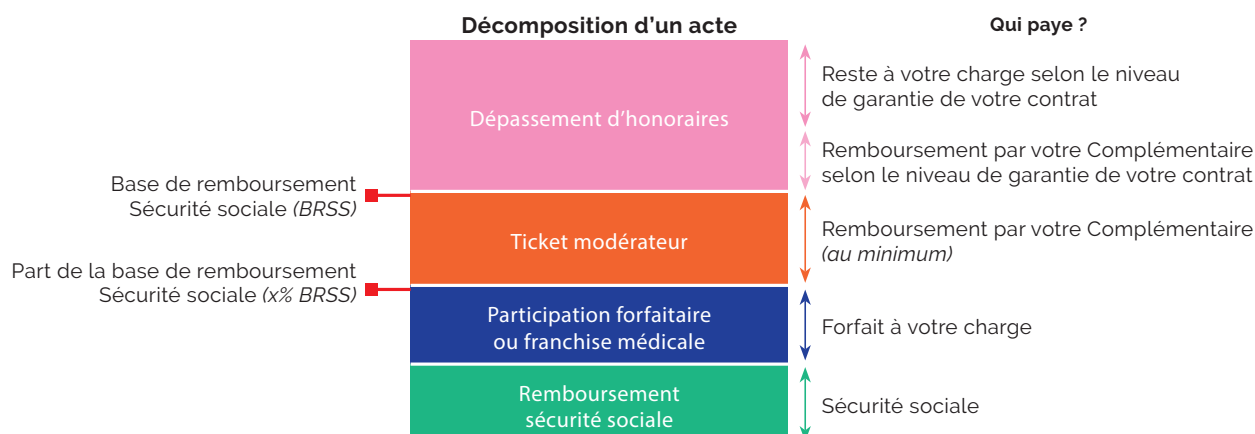 Décomposition d'un acte
Qui paye ?
Dépassement d'honoraires
Reste à votre charge selon le niveau
de garantie de votre contrat
Remboursement par votre Complémentaire
selon le niveau de garantie de votre contrat
Base de remboursement
Sécurité sociale (BRSS)
Ticket modérateur
Remboursement par votre Complémentaire
(au minimum)
Part de la base de remboursement
Sécurité sociale (x% BRSS)
Participation forfaitaire
ou franchise médicale
Forfait à votre charge
Remboursement
sécurité sociale
Sécurité sociale